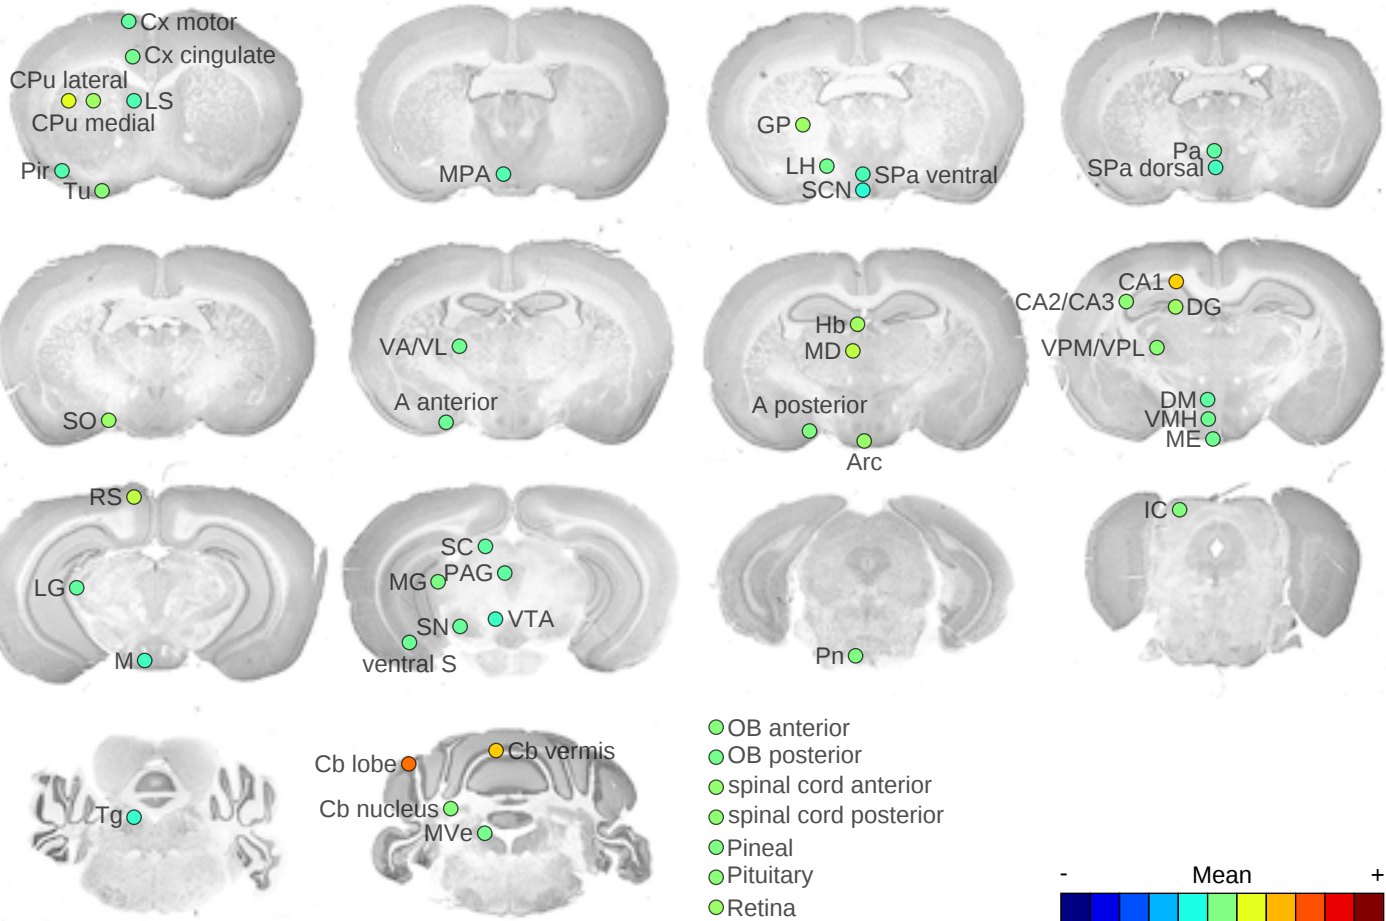 Cx motor
Cx cingulate
CPu lateral
LS
CPu medial
Pir
Tu
MPA
GP
LH
SPa ventral
SCN
Pa
SPa dorsal
SO
VA/VL
A anterior
Hb
MD
A posterior
Arc
CA1
CA2/CA3
DG
VPM/VPL
DM
VMH
ME
RS
LG
M
SC
MG
PAG
SN
VTA
ventral S
Pn
IC
Tg
Cb lobe
Cb vermis
Cb nucleus
MVe
OB anterior
OB posterior
spinal cord anterior
spinal cord posterior
Pineal
Pituitary
Retina
- Mean +